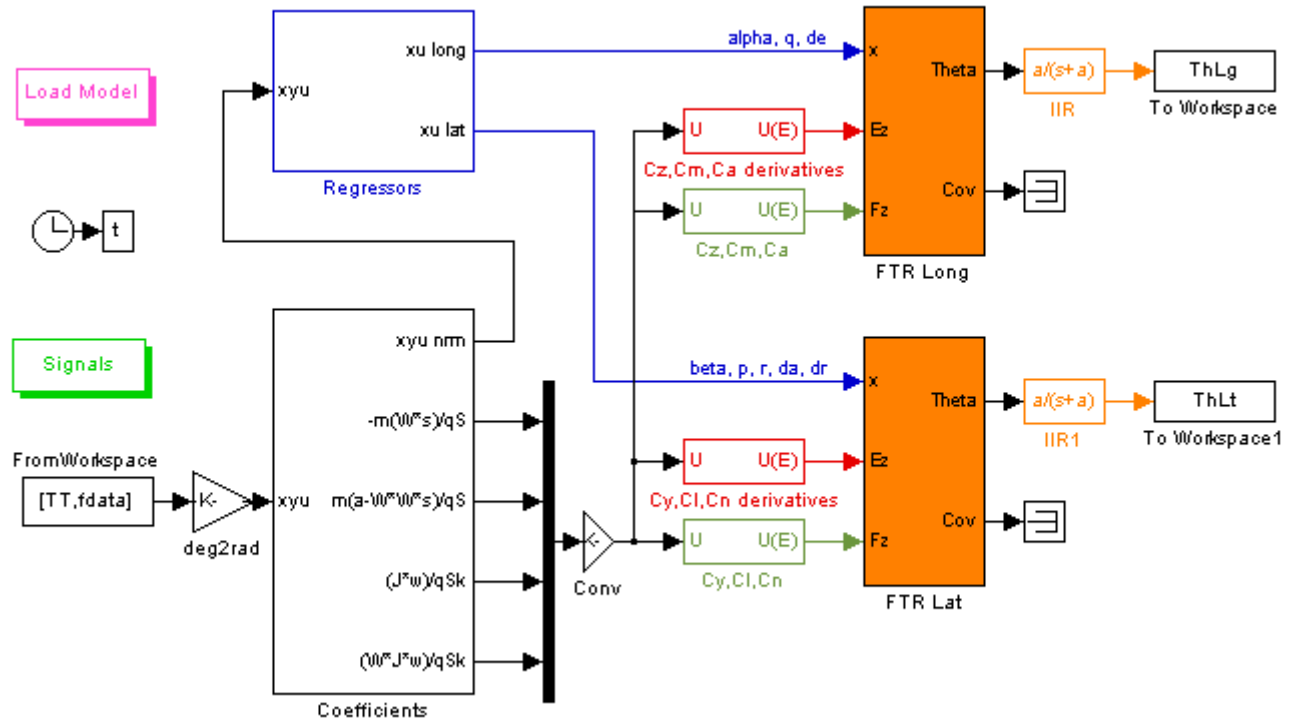 Load Model
t
Signals
FromWorkspace
[TT,fdata]
K-
deg2rad
xyu
xu long
xu lat
Regressors
xyu
xyu nrm
-m(W*s)/qS
m(a-W*W*s)/qS
(J*w)/qSk
(W*J*w)/qSk
Coefficients
Conv
alpha, q, de
U U(E)
Cz,Cm,Ca derivatives
U U(E)
Cz,Cm,Ca
x
Ez
Fz
Theta
Cov
FTR Long
a/(s+a)
IIR
ThLg
To Workspace
beta, p, r, da, dr
U U(E)
Cy,Cl,Cn derivatives
U U(E)
Cy,Cl,Cn
x
Ez
Fz
Theta
Cov
FTR Lat
a/(s+a)
IIR1
ThLt
To Workspace1